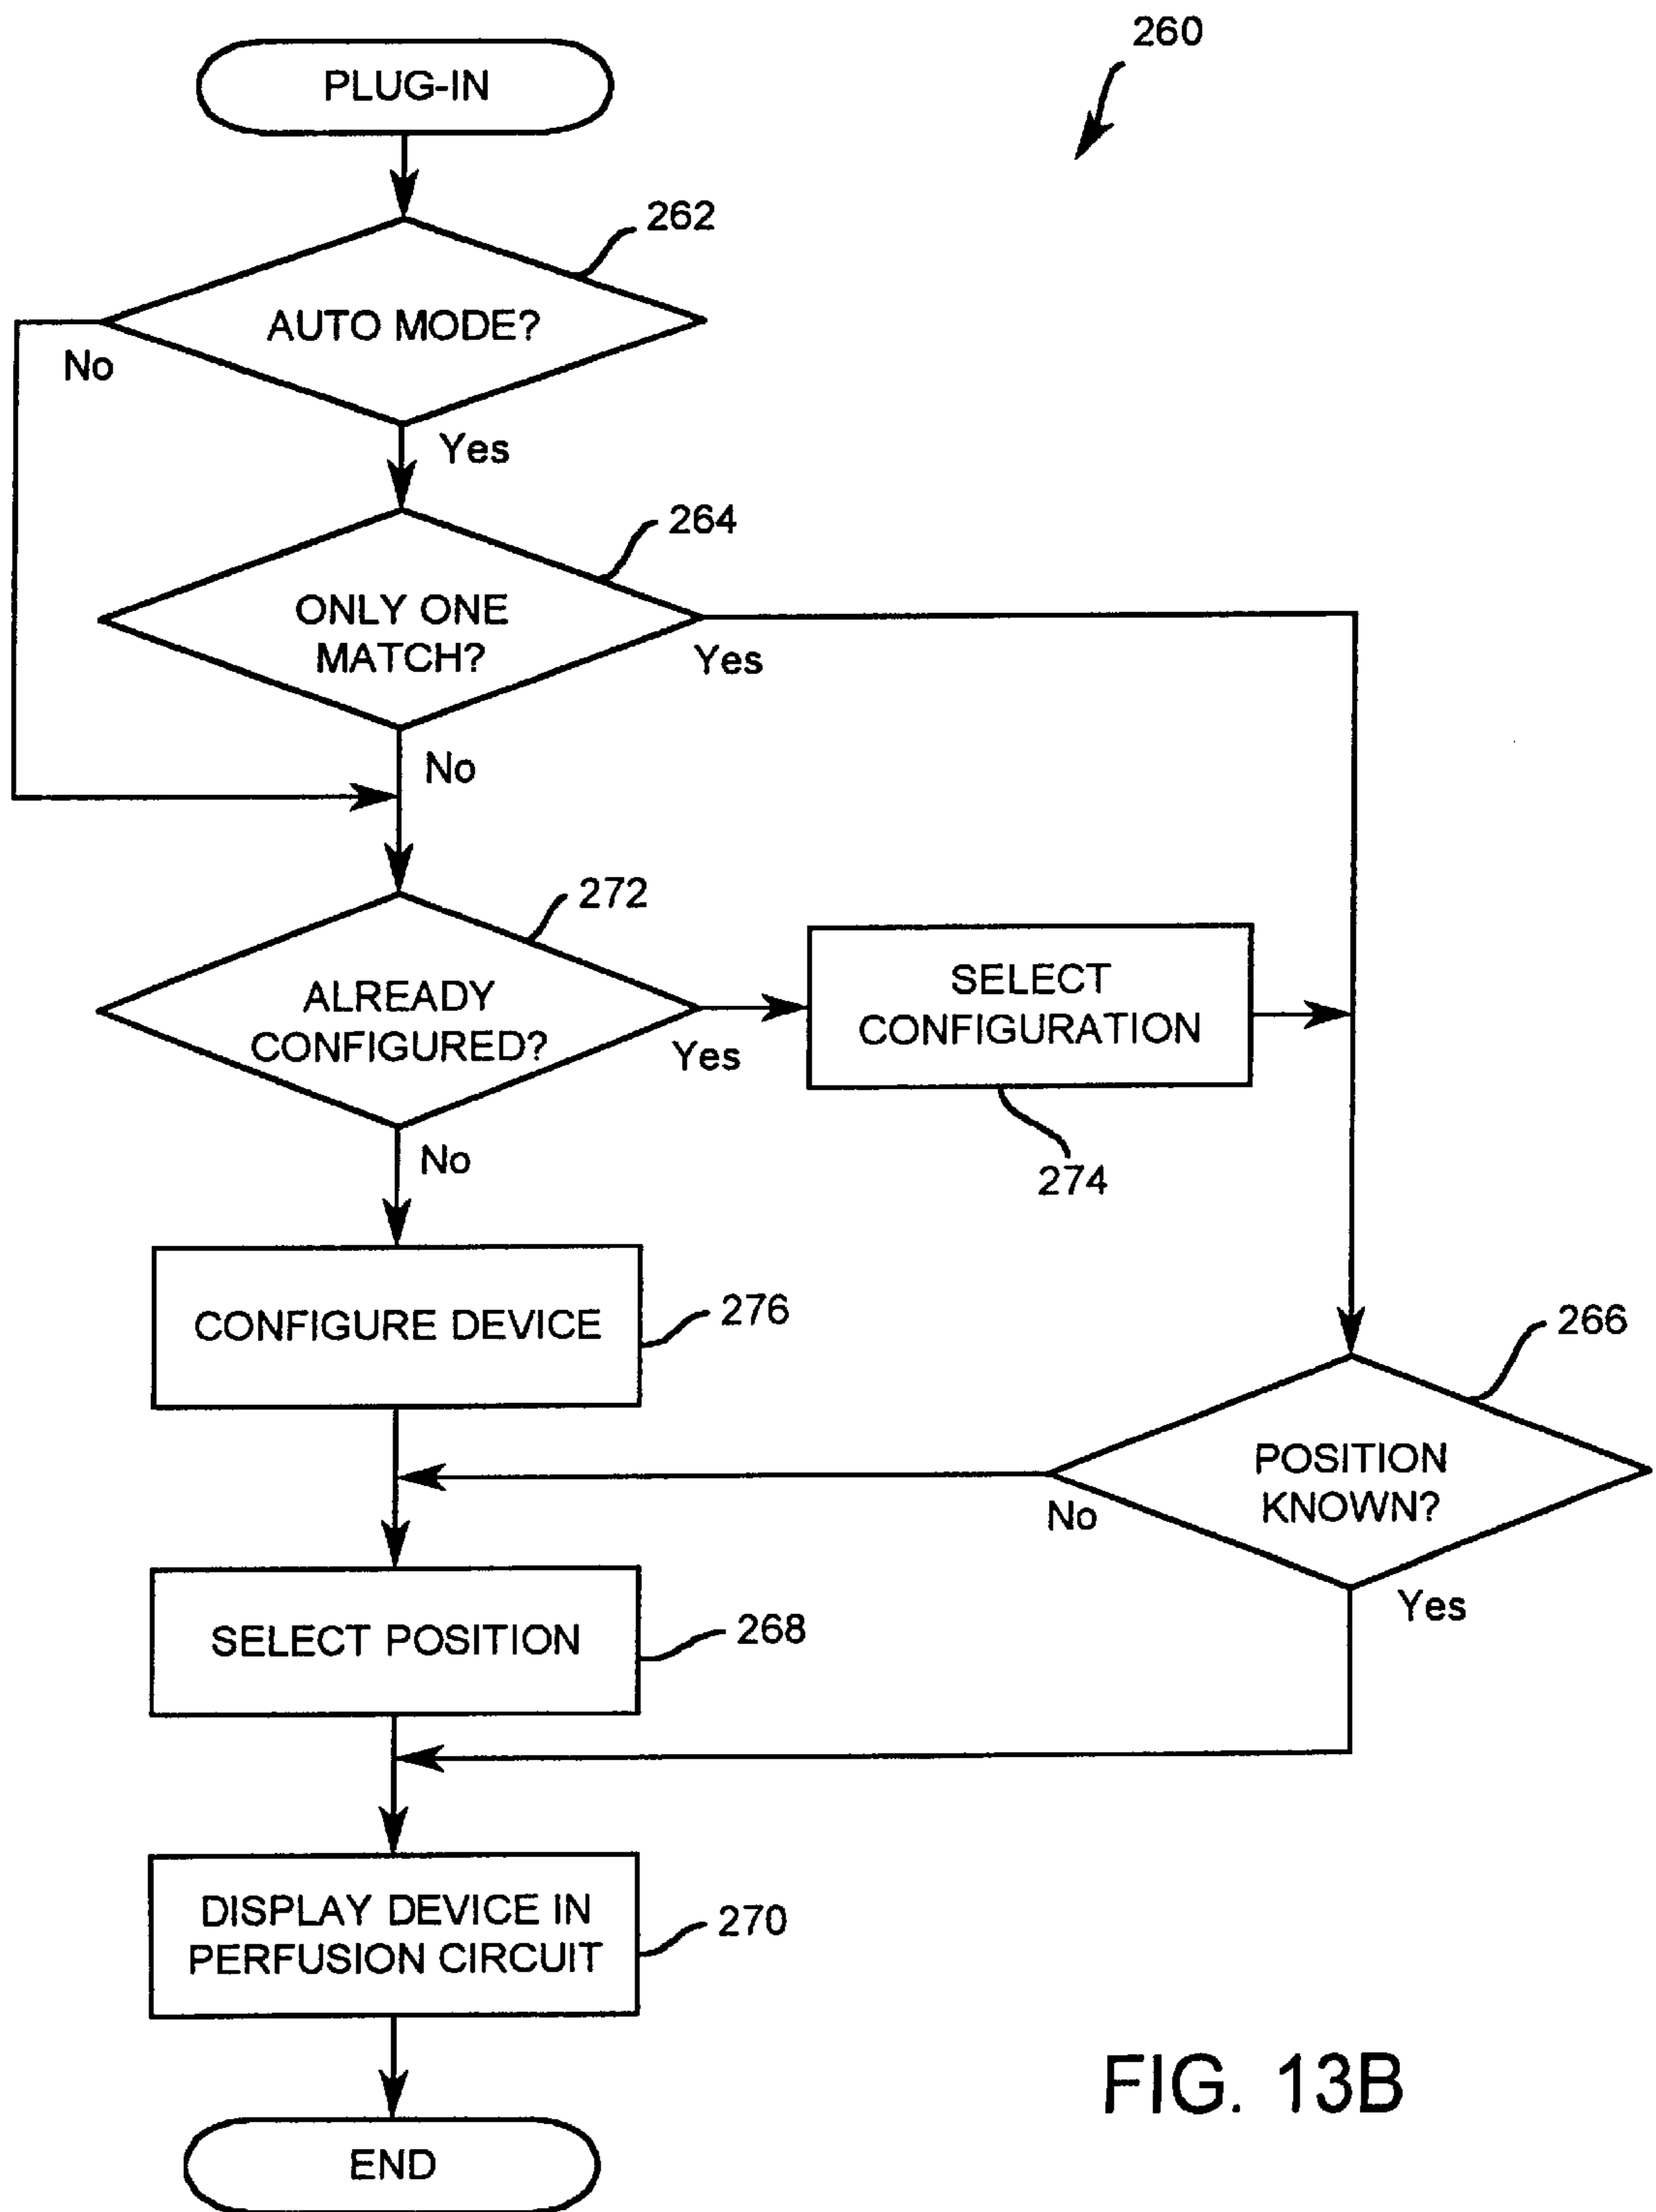 260
PLUG-IN
262
AUTO MODE?
No
Yes
264
ONLY ONE
MATCH?
Yes
No
272
ALREADY
CONFIGURED?
Yes
SELECT
CONFIGURATION
274
No
CONFIGURE DEVICE
276
266
POSITION
KNOWN?
No
Yes
SELECT POSITION
268
DISPLAY DEVICE IN
PERFUSION CIRCUIT
270
END
FIG. 13B